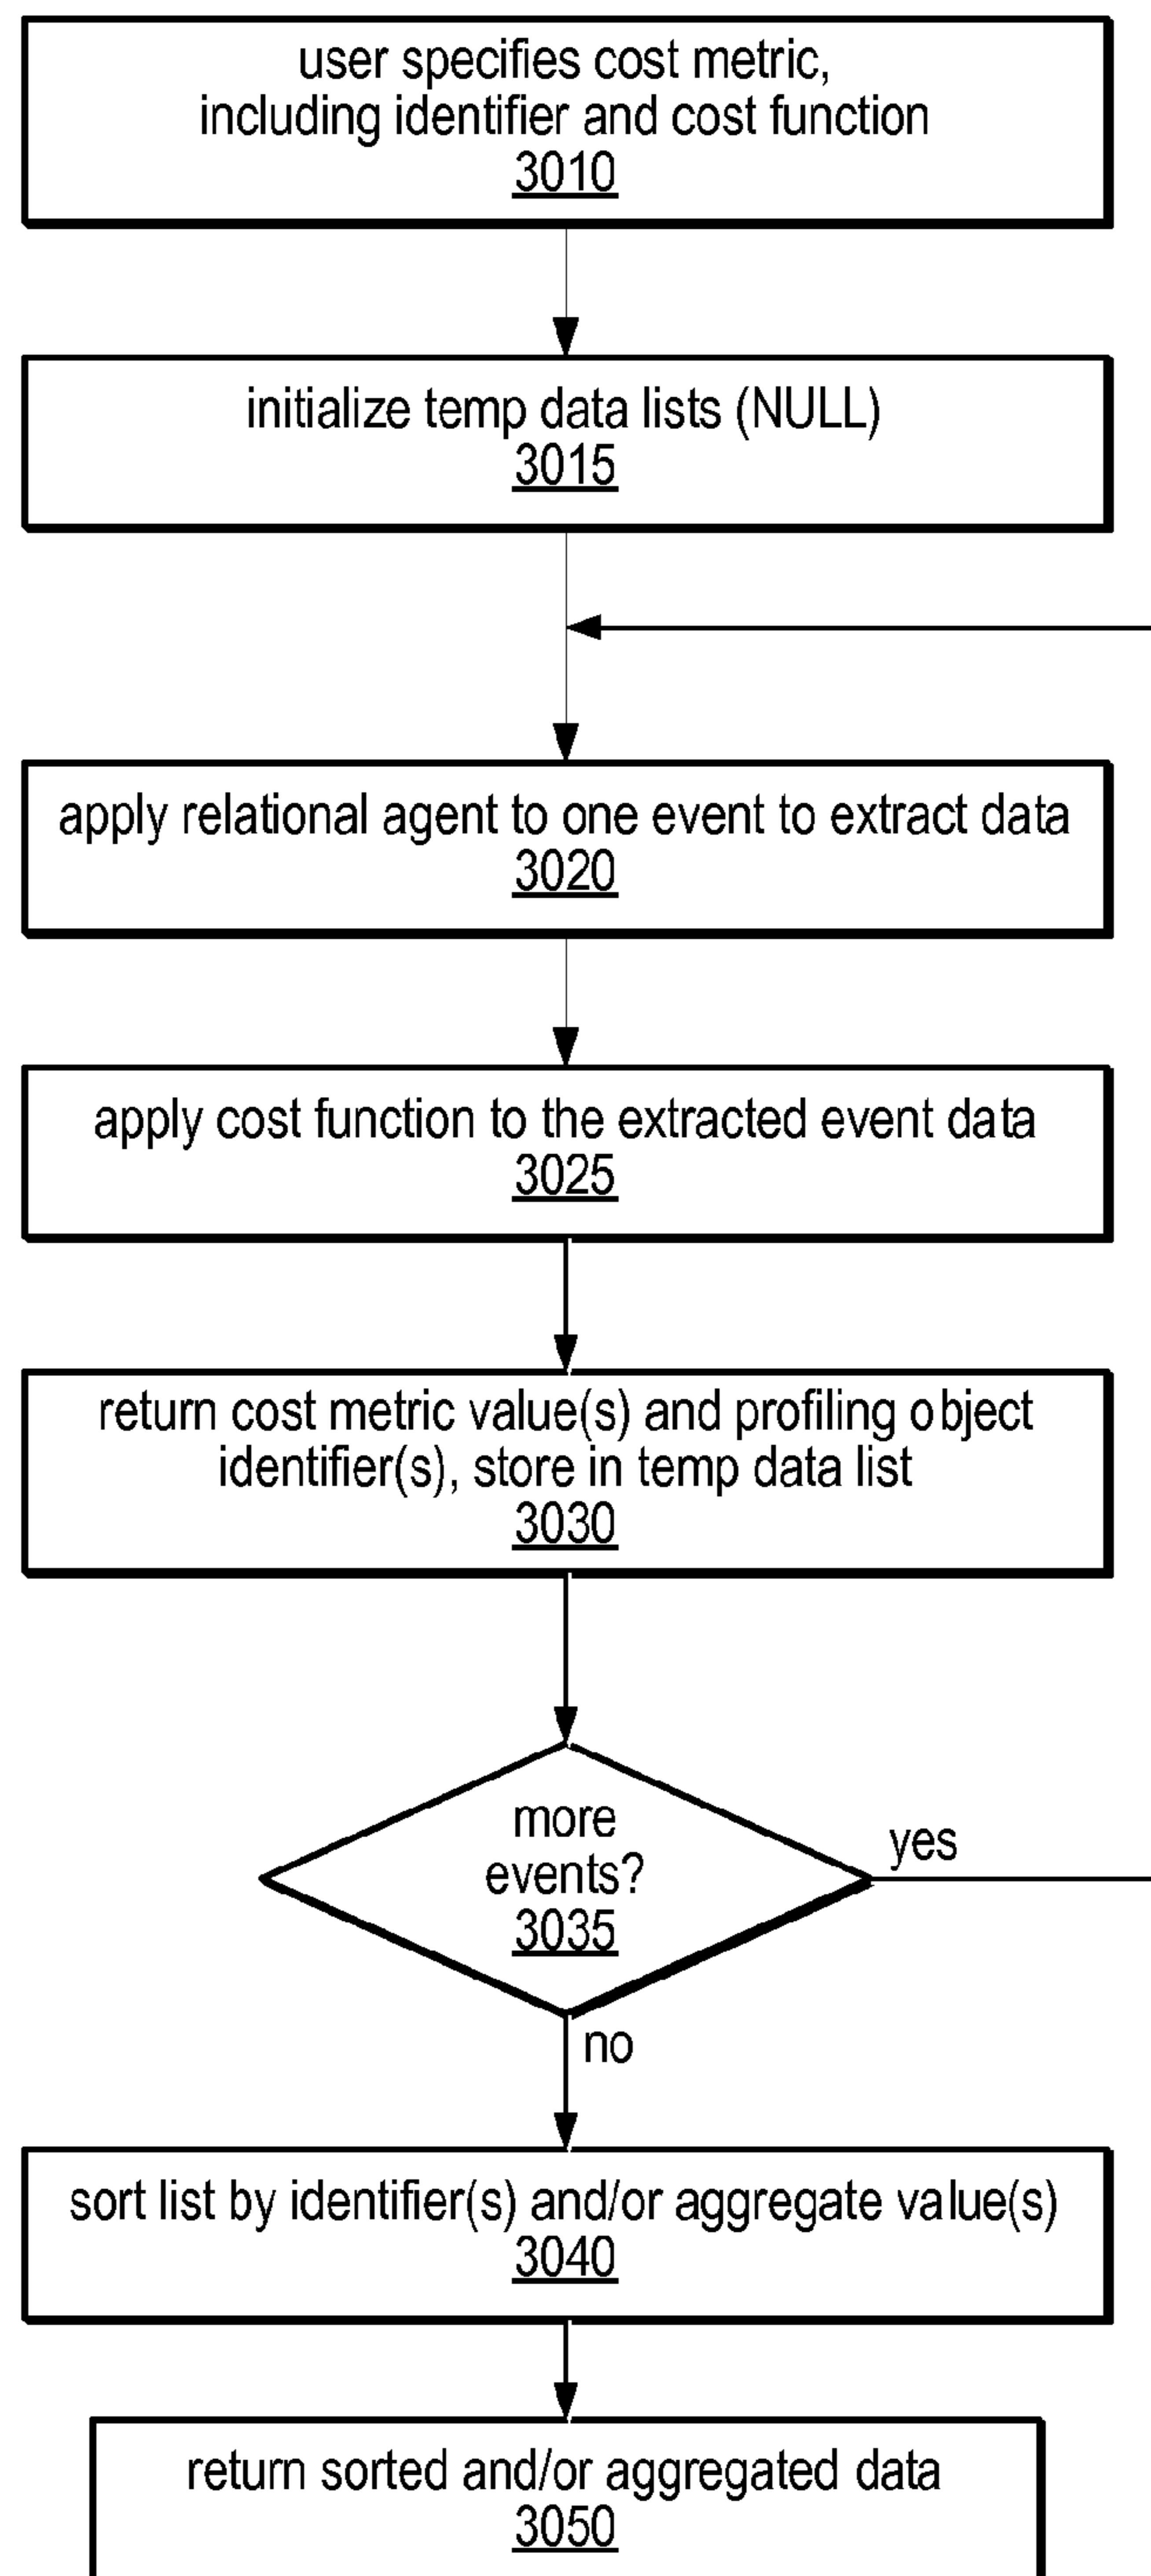 user specifies cost metric,
including identifier and cost function
3010
initialize temp data lists (NULL)
3015
apply relational agent to one event to extract data
3020
apply cost function to the extracted event data
3025
return cost metric value(s) and profiling object
identifier(s), store in temp data list
3030
more
events?
3035
yes
no
sort list by identifier(s) and/or aggregate value(s)
3040
return sorted and/or aggregated data
3050